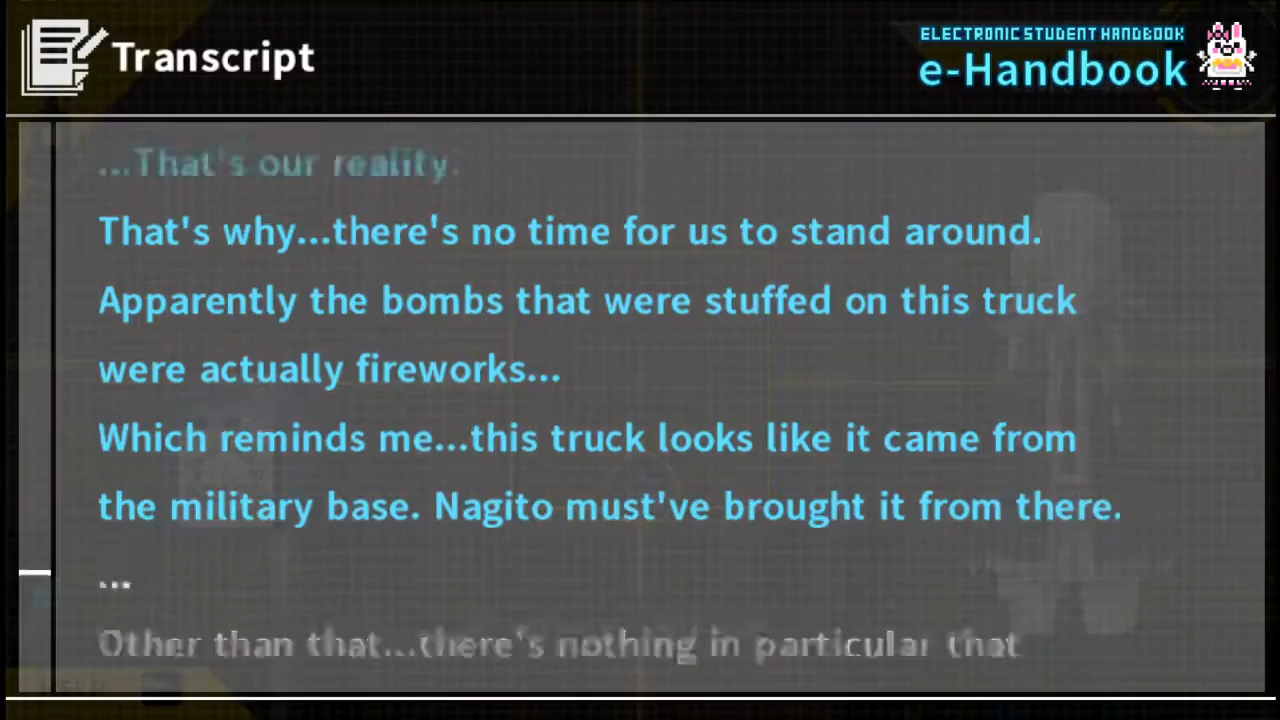 Transcript
ELECTRONIC STUDENT HANDBOOK
e-Handbook
...That's our reality.
That's why...there's no time for us to stand around.
Apparently the bombs that were stuffed on this truck
were actually fireworks...
Which reminds me...this truck looks like it came from
the military base. Nagito must've brought it from there.
...
Other than that...there's nothing in particular that